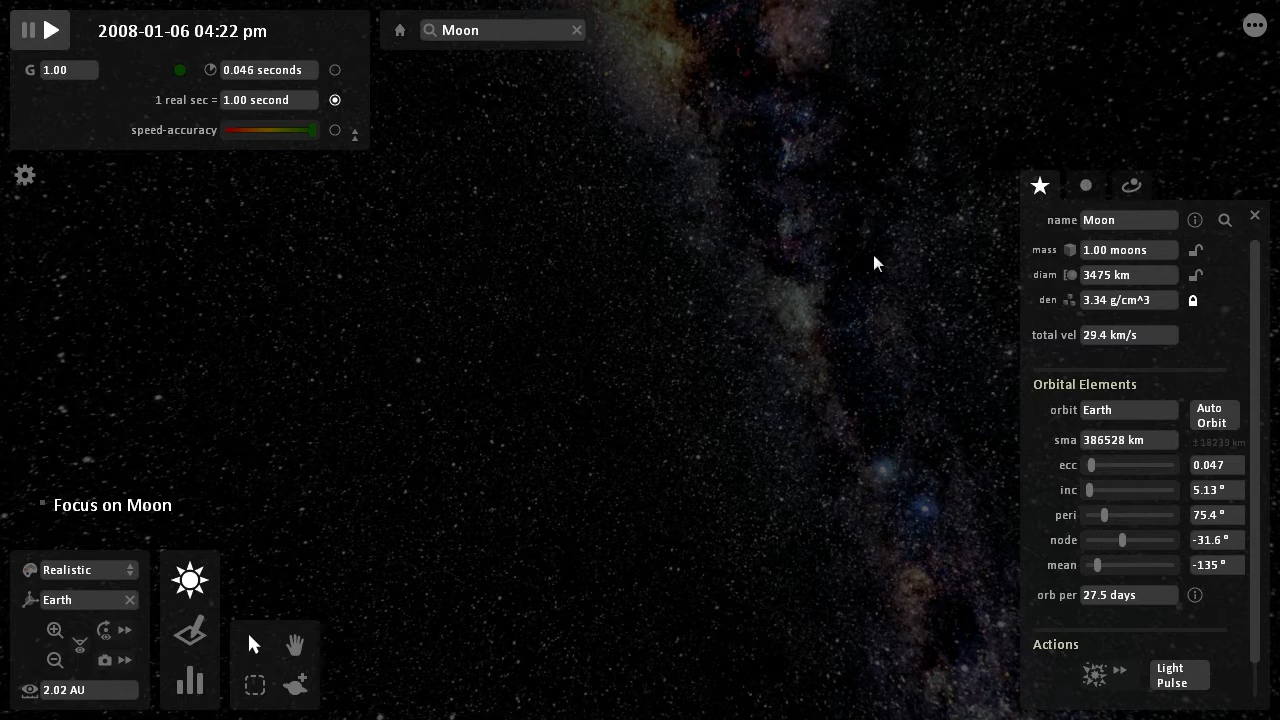 2008-01-06 04:22 pm
Moon
G 1.00
0.046 seconds
1 real sec = 1.00 second
speed-accuracy
name Moon
mass 1.00 moons
diam 3475 km
den 3.34 g/cm^3
total vel 29.4 km/s
Orbital Elements
orbit Earth
Auto
Orbit
sma 386528 km
±18239 km
ecc 0.047
inc 5.13 °
peri 75.4 °
node -31.6 °
mean -135 °
orb per 27.5 days
Actions
Light
Pulse
Focus on Moon
Realistic
Earth
2.02 AU